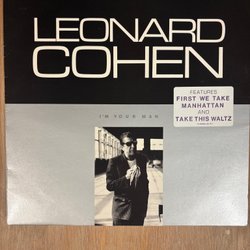 LEONARD
COHEN
I'M YOUR MAN
FEATURES
FIRST WE TAKE
MANHATTAN
AND
TAKE THIS WALTZ